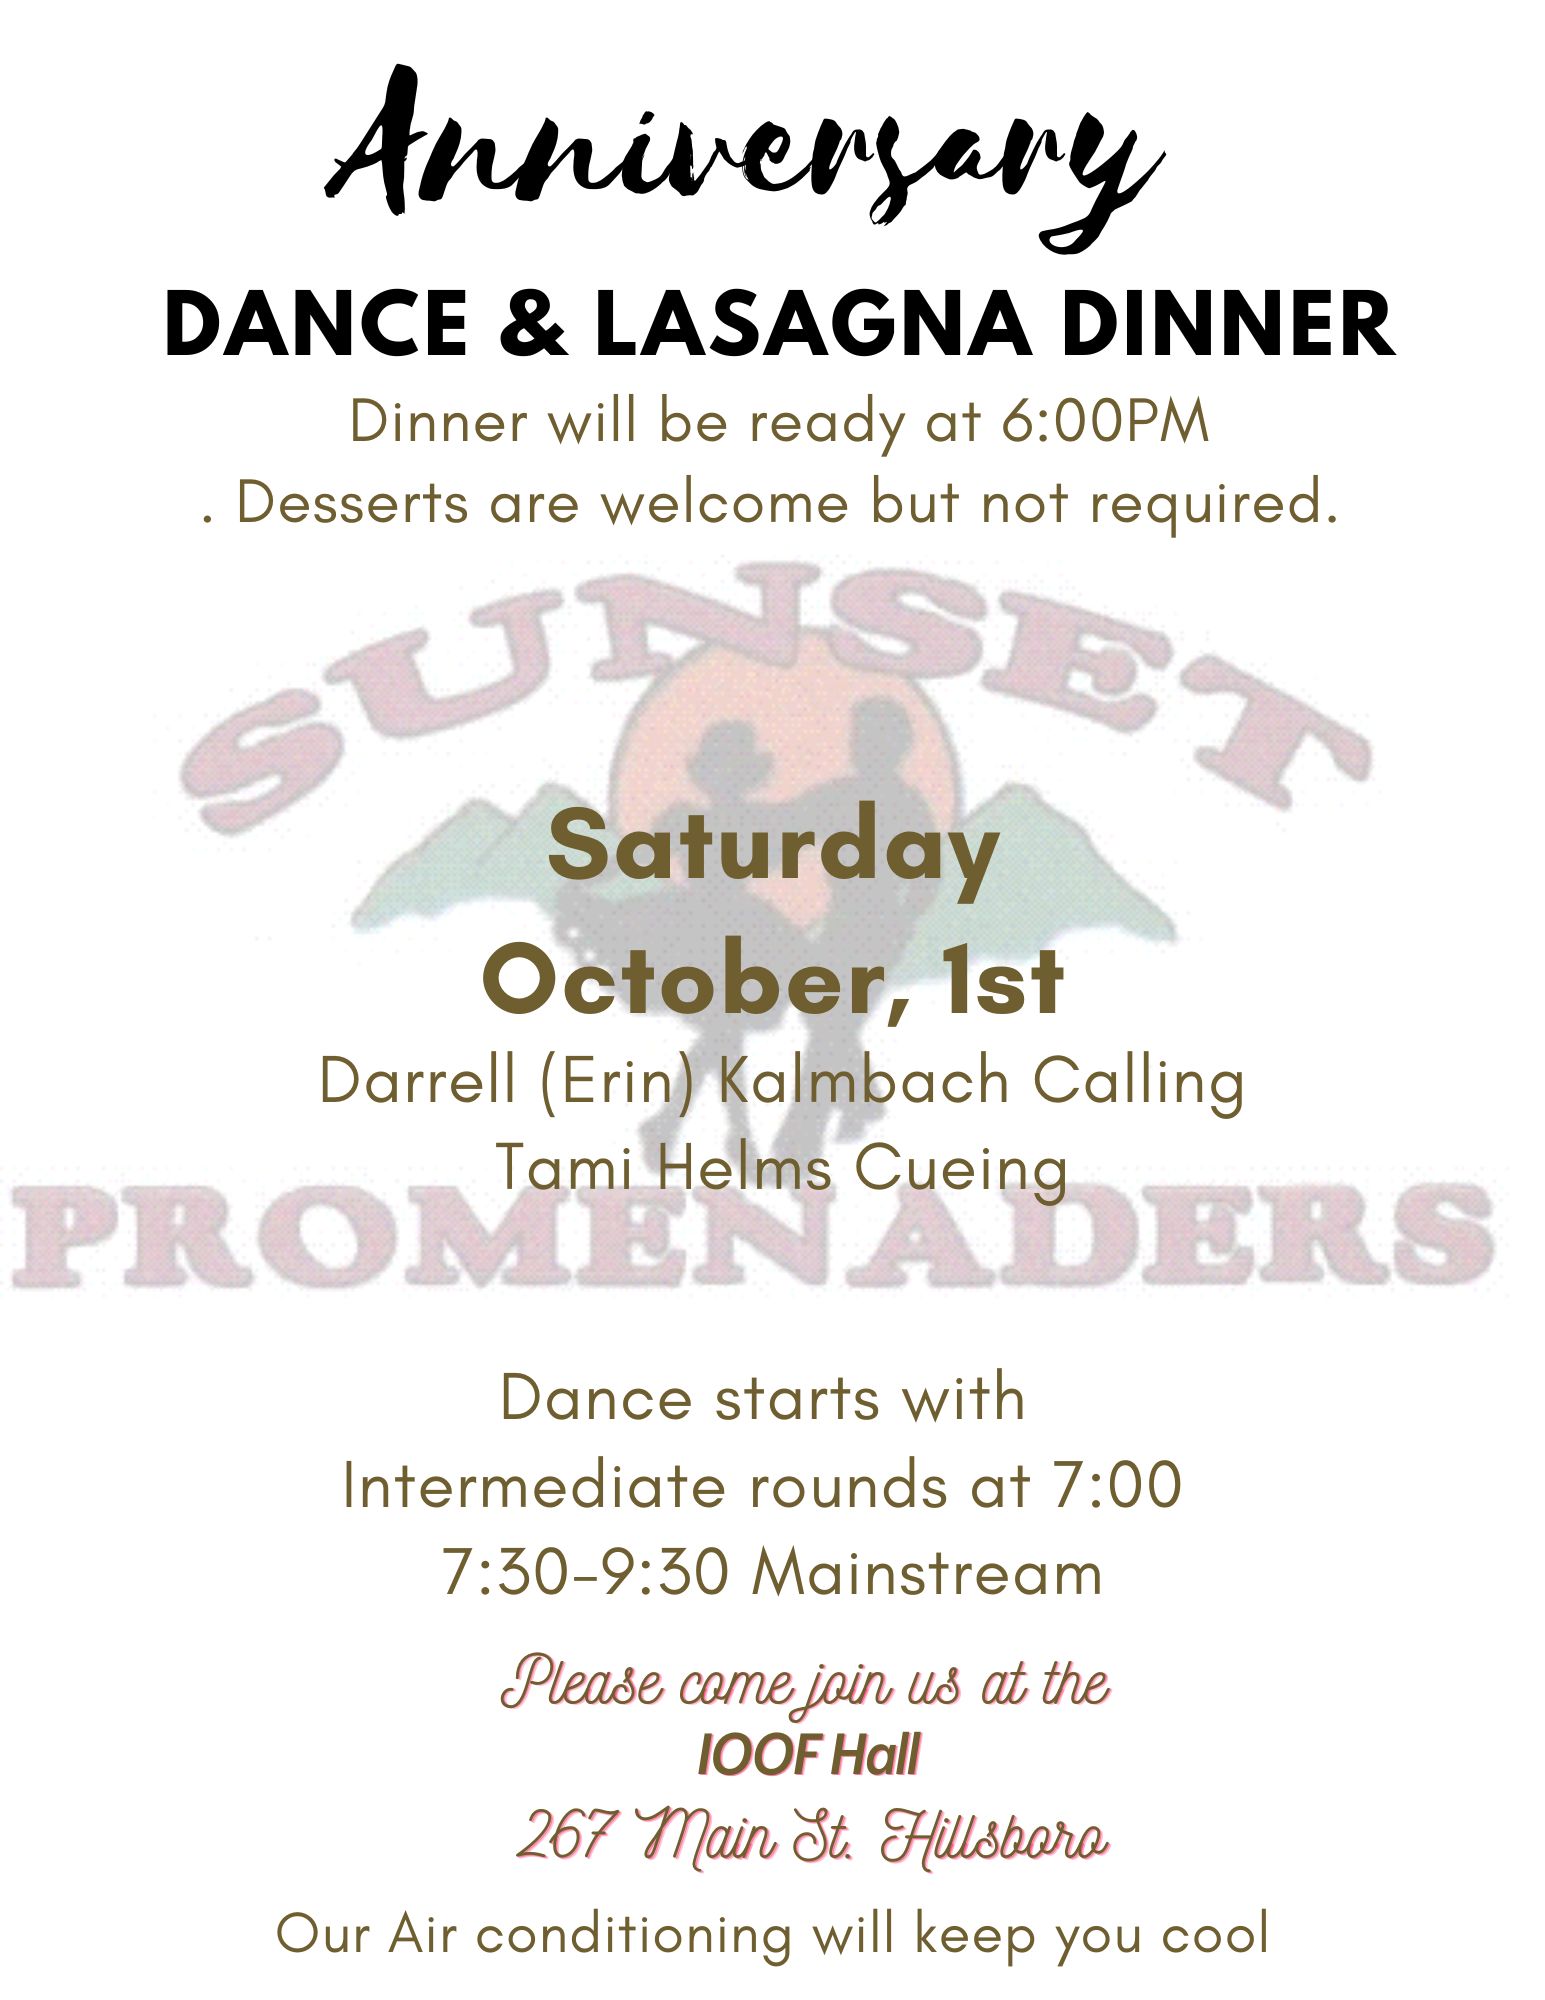 Anniversary
DANCE & LASAGNA DINNER
Dinner will be ready at 6:00PM
. Desserts are welcome but not required.
SUNSET
Saturday
October, 1st
Darrell (Erin) Kalmbach Calling
Tami Helms Cueing
PROMENADERS
Dance starts with
Intermediate rounds at 7:00
7:30-9:30 Mainstream
Please come join us at the
IOOF Hall
267 Main St. Hillsboro
Our Air conditioning will keep you cool